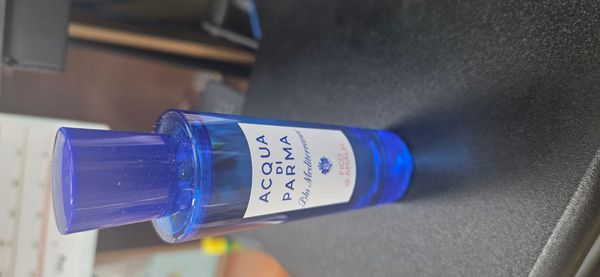 ACQUA
DI
PARMA
Blu Mediterraneo
FICO
DI AMALFI